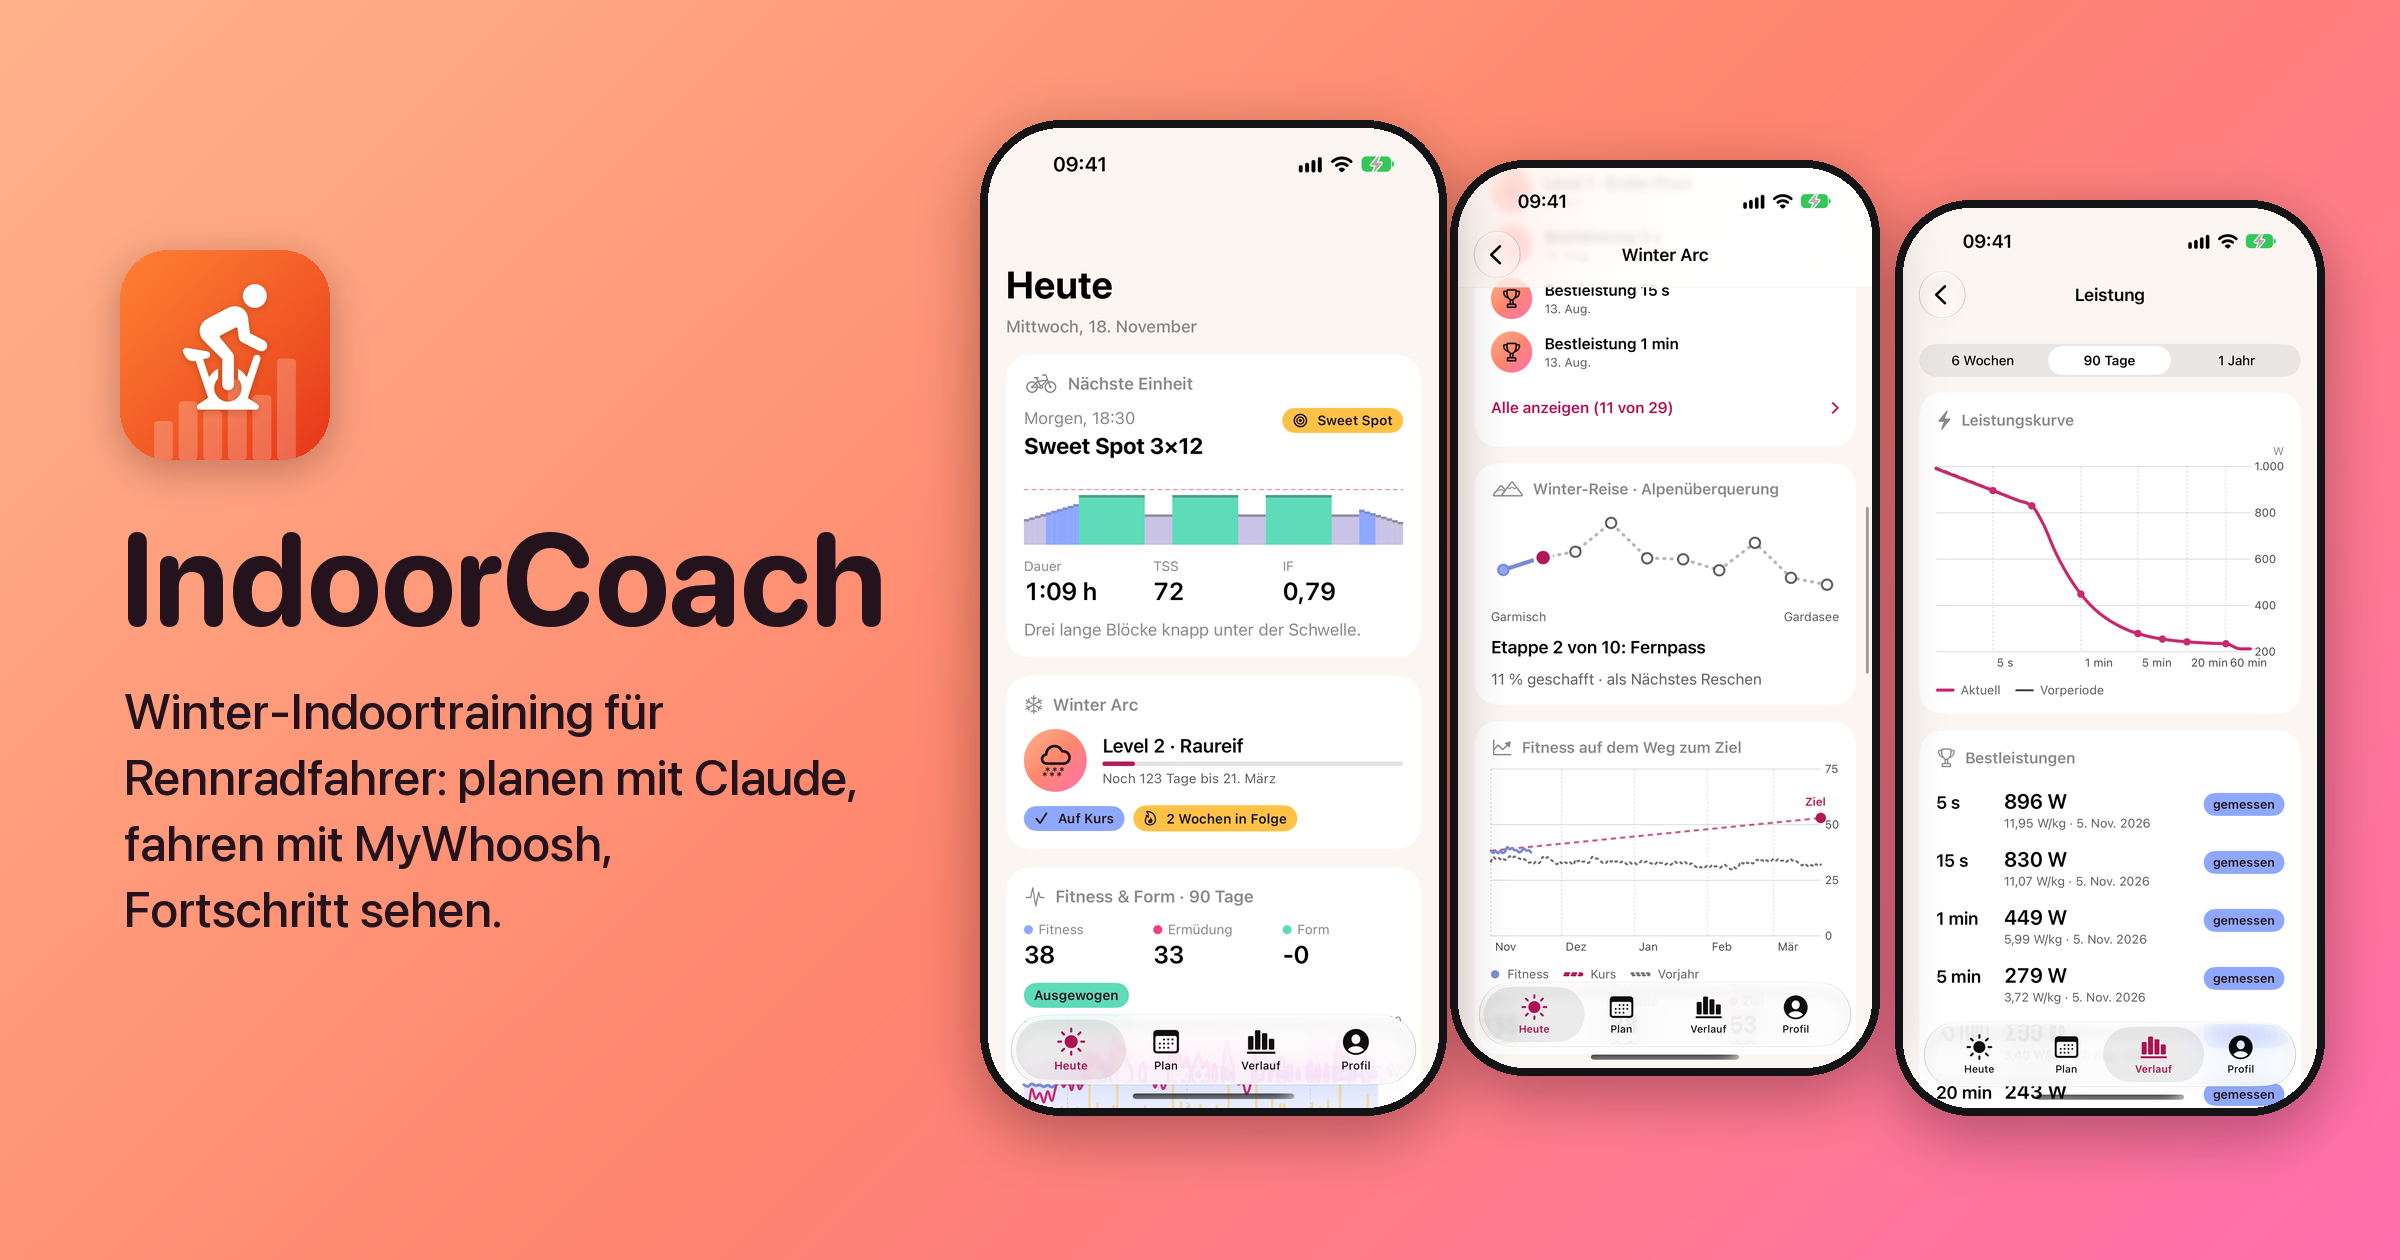 IndoorCoach
Winter-Indoortraining für
Rennradfahrer: planen mit Claude,
fahren mit MyWhoosh,
Fortschritt sehen.
09:41
Heute
Mittwoch, 18. November
Nächste Einheit
Morgen, 18:30
Sweet Spot
Sweet Spot 3×12
Dauer TSS IF
1:09 h 72 0,79
Drei lange Blöcke knapp unter der Schwelle.
Winter Arc
Level 2 · Raureif
Noch 123 Tage bis 21. März
Auf Kurs
2 Wochen in Folge
Fitness & Form · 90 Tage
Fitness Ermüdung Form
38 33 -0
Ausgewogen
Heute Plan Verlauf Profil
09:41
Winter Arc
Bestleistung 15 s
13. Aug.
Bestleistung 1 min
13. Aug.
Alle anzeigen (11 von 29)
Winter-Reise · Alpenüberquerung
Garmisch Gardasee
Etappe 2 von 10: Fernpass
11 % geschafft · als Nächstes Reschen
Fitness auf dem Weg zum Ziel
75
Ziel
50
25
0
Nov Dez Jan Feb Mär
Fitness Kurs Vorjahr
Heute Plan Verlauf Profil
09:41
Leistung
6 Wochen 90 Tage 1 Jahr
Leistungskurve
W
1.000
800
600
400
200
5 s 1 min 5 min 20 min 60 min
Aktuell Vorperiode
Bestleistungen
5 s 896 W gemessen
11,95 W/kg · 5. Nov. 2026
15 s 830 W gemessen
11,07 W/kg · 5. Nov. 2026
1 min 449 W gemessen
5,99 W/kg · 5. Nov. 2026
5 min 279 W gemessen
3,72 W/kg · 5. Nov. 2026
Heute Plan Verlauf Profil
20 min 243 W gemessen